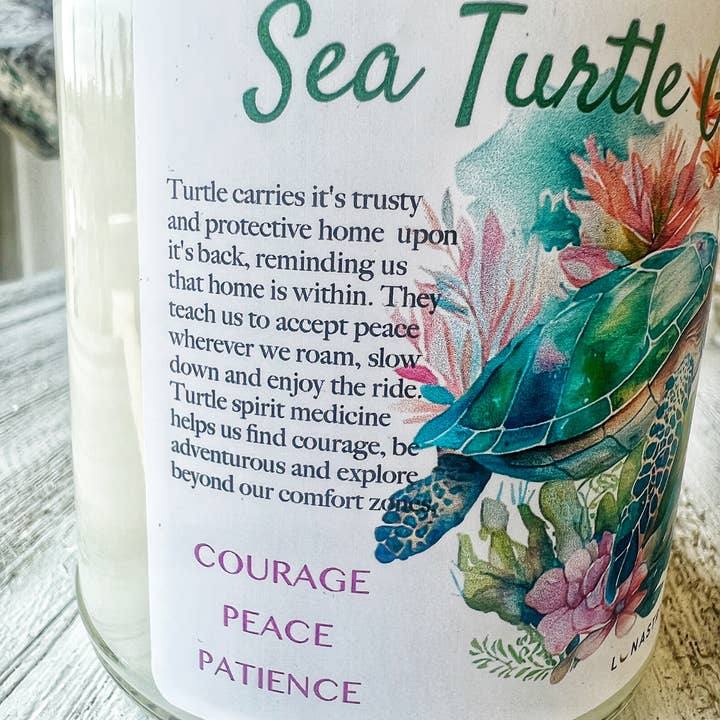 Sea Turtle
Turtle carries it's trusty
and protective home upon
it's back, reminding us
that home is within. They
teach us to accept peace
wherever we roam, slow
down and enjoy the ride.
Turtle spirit medicine
helps us find courage, be
adventurous and explore
beyond our comfort zones.
COURAGE
PEACE
PATIENCE